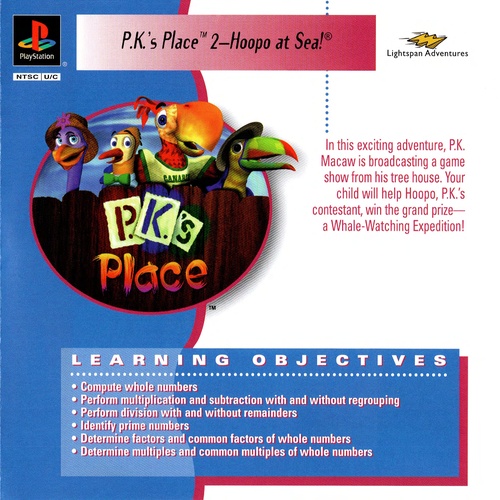 PlayStation®
NTSC U/C
P.K.'s Place™ 2–Hoopo at Sea!®
Lightspan Adventures™
In this exciting adventure, P.K.
Macaw is broadcasting a game
show from his tree house. Your
child will help Hoopo, P.K.'s
contestant, win the grand prize—
a Whale-Watching Expedition!
P.K.'s
Place
™
LEARNING OBJECTIVES
• Compute whole numbers
• Perform multiplication and subtraction with and without regrouping
• Perform division with and without remainders
• Identify prime numbers
• Determine factors and common factors of whole numbers
• Determine multiples and common multiples of whole numbers